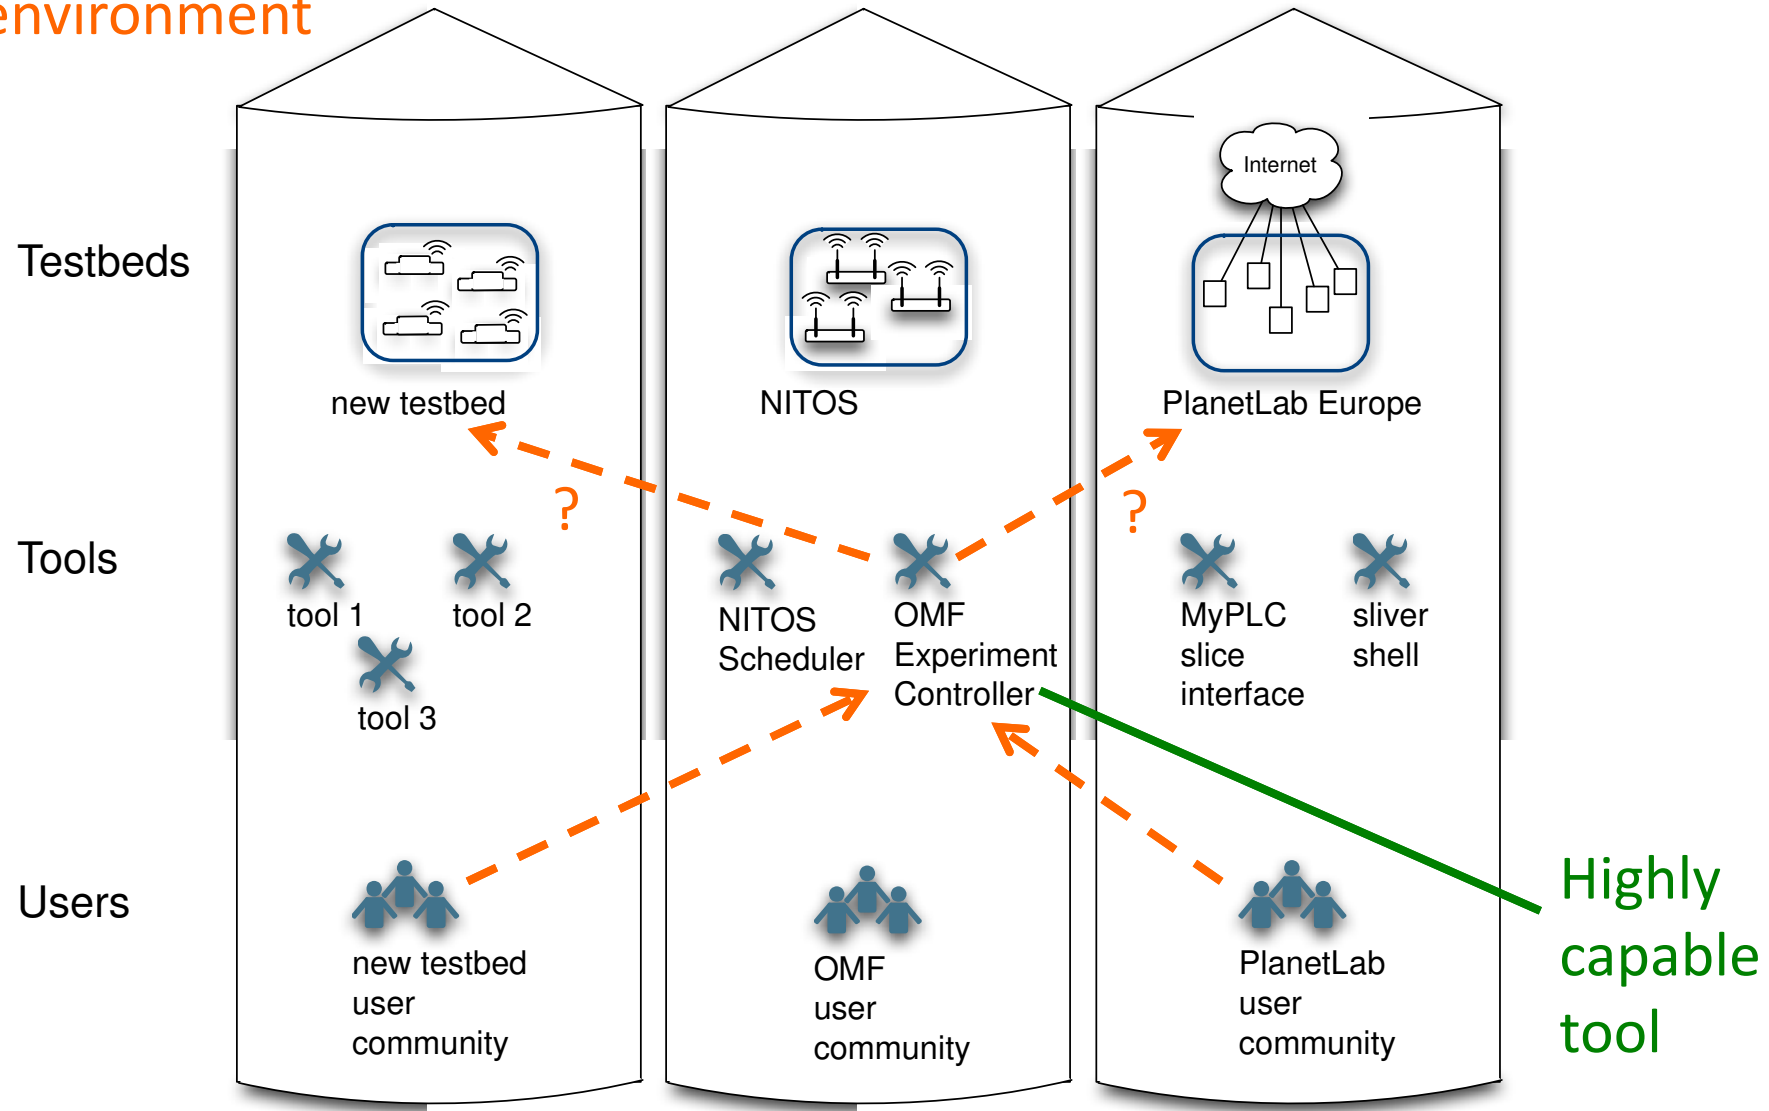 environment
Internet
Testbeds
new testbed
NITOS
PlanetLab Europe
?
?
Tools
tool 1
tool 2
tool 3
NITOS
Scheduler
OMF
Experiment
Controller
MyPLC
slice
interface
sliver
shell
Users
new testbed
user
community
OMF
user
community
PlanetLab
user
community
Highly
capable
tool